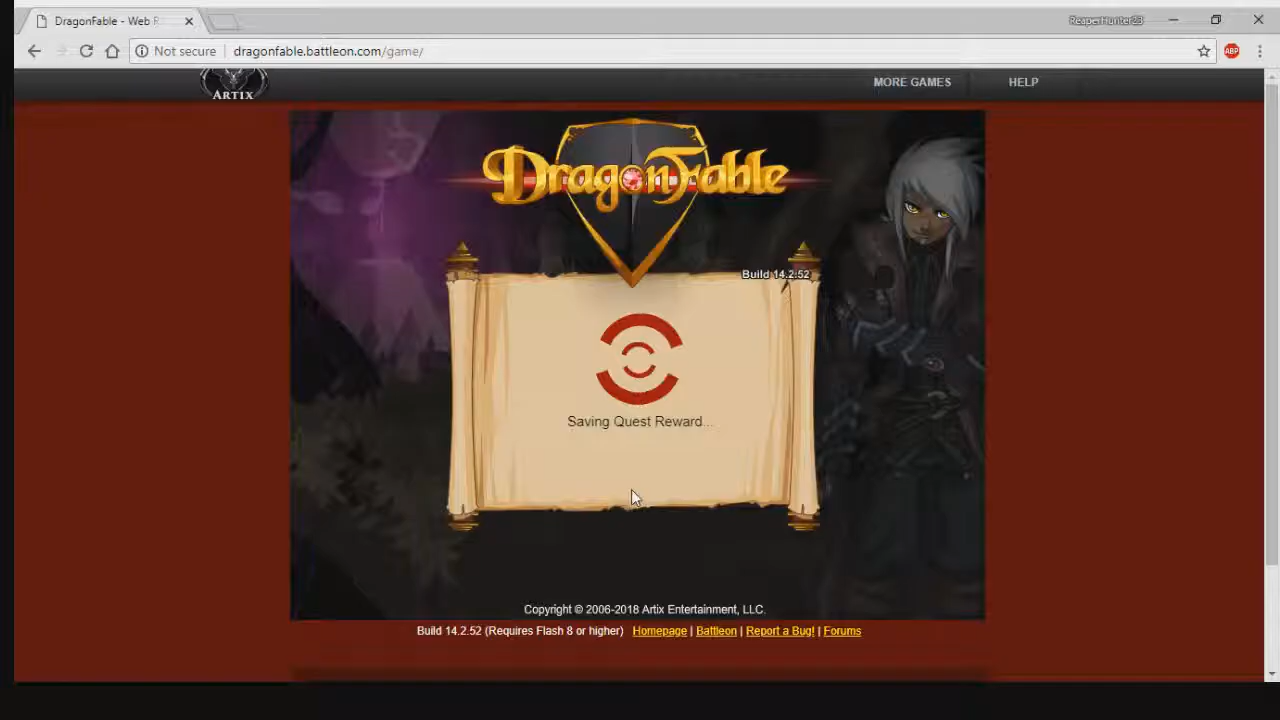 DragonFable - Web R
ReaperHunter23
Not secure
dragonfable.battleon.com/game/
ABP
ARTIX
MORE GAMES
HELP
DragonFable
Build 14.2.52
Saving Quest Reward...
Copyright © 2006-2018 Artix Entertainment, LLC.
Build 14.2.52 (Requires Flash 8 or higher) Homepage | Battleon | Report a Bug! | Forums